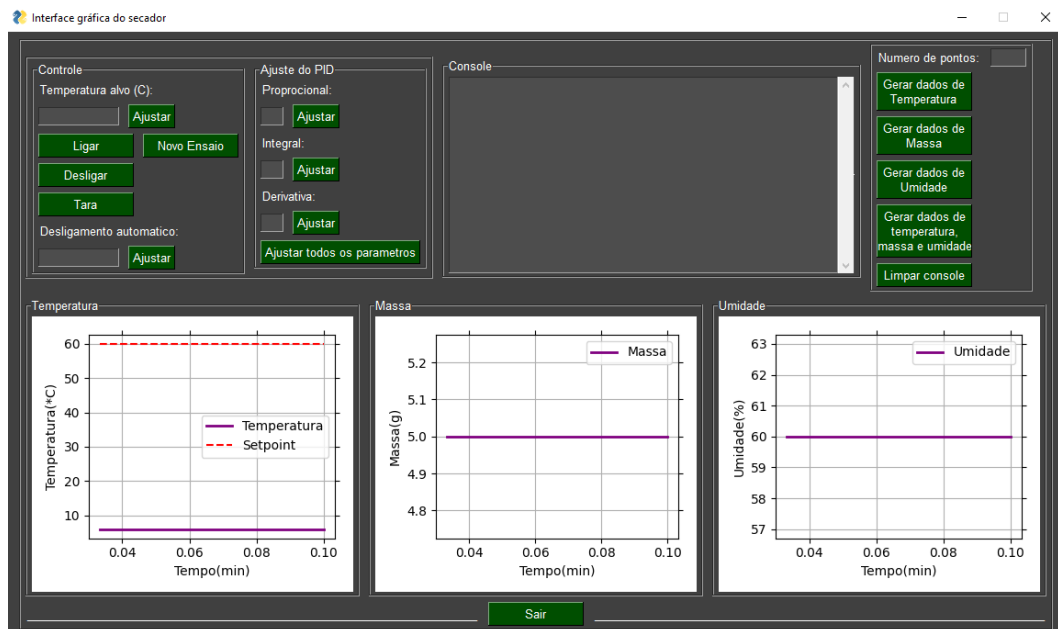 Interface gráfica do secador
Controle
Temperatura alvo (C):
Ajustar
Ligar
Novo Ensaio
Desligar
Tara
Desligamento automatico:
Ajustar
Ajuste do PID
Proprocional:
Ajustar
Integral:
Ajustar
Derivativa:
Ajustar
Ajustar todos os parametros
Console
Numero de pontos:
Gerar dados de
Temperatura
Gerar dados de
Massa
Gerar dados de
Umidade
Gerar dados de
temperatura,
massa e umidade
Limpar console
Temperatura
60
50
40
30
20
10
Temperatura(*C)
Temperatura
Setpoint
0.04 0.06 0.08 0.10
Tempo(min)
Massa
5.2
5.1
5.0
4.9
4.8
Massa(g)
Massa
0.04 0.06 0.08 0.10
Tempo(min)
Umidade
63
62
61
60
59
58
57
Umidade(%)
Umidade
0.04 0.06 0.08 0.10
Tempo(min)
Sair